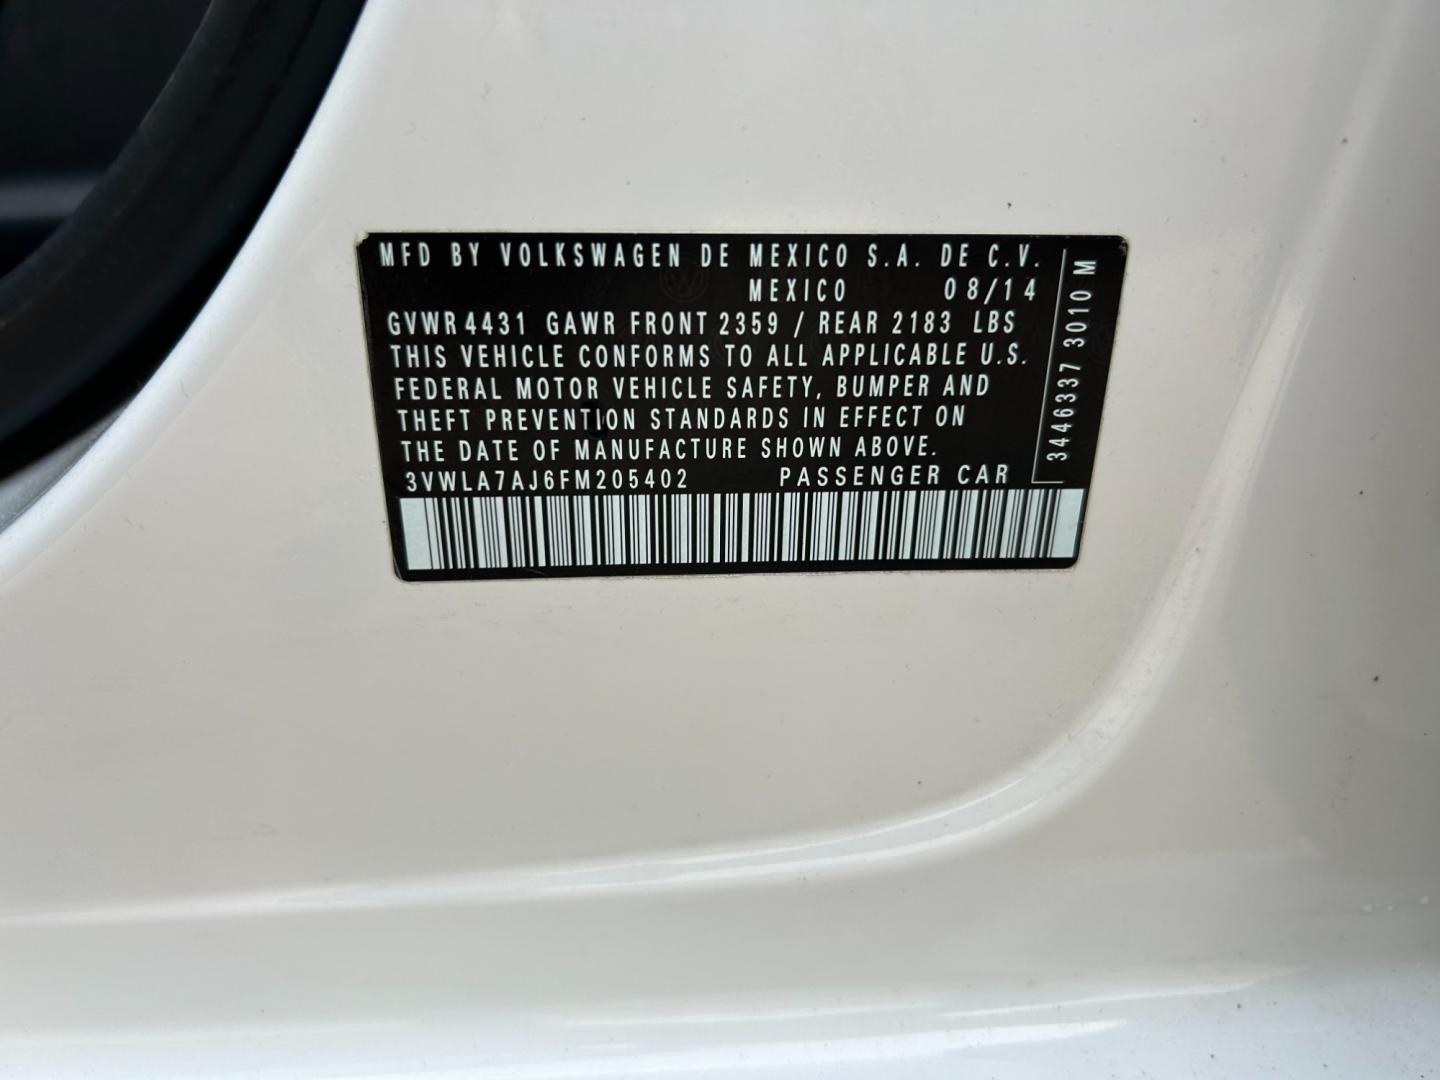 MFD BY VOLKSWAGEN DE MEXICO S.A. DE C.V.
MEXICO 08/14
GVWR 4431 GAWR FRONT 2359 / REAR 2183 LBS
THIS VEHICLE CONFORMS TO ALL APPLICABLE U.S.
FEDERAL MOTOR VEHICLE SAFETY, BUMPER AND
THEFT PREVENTION STANDARDS IN EFFECT ON
THE DATE OF MANUFACTURE SHOWN ABOVE.
3VWLA7AJ6FM205402 PASSENGER CAR
3446337 3010 M